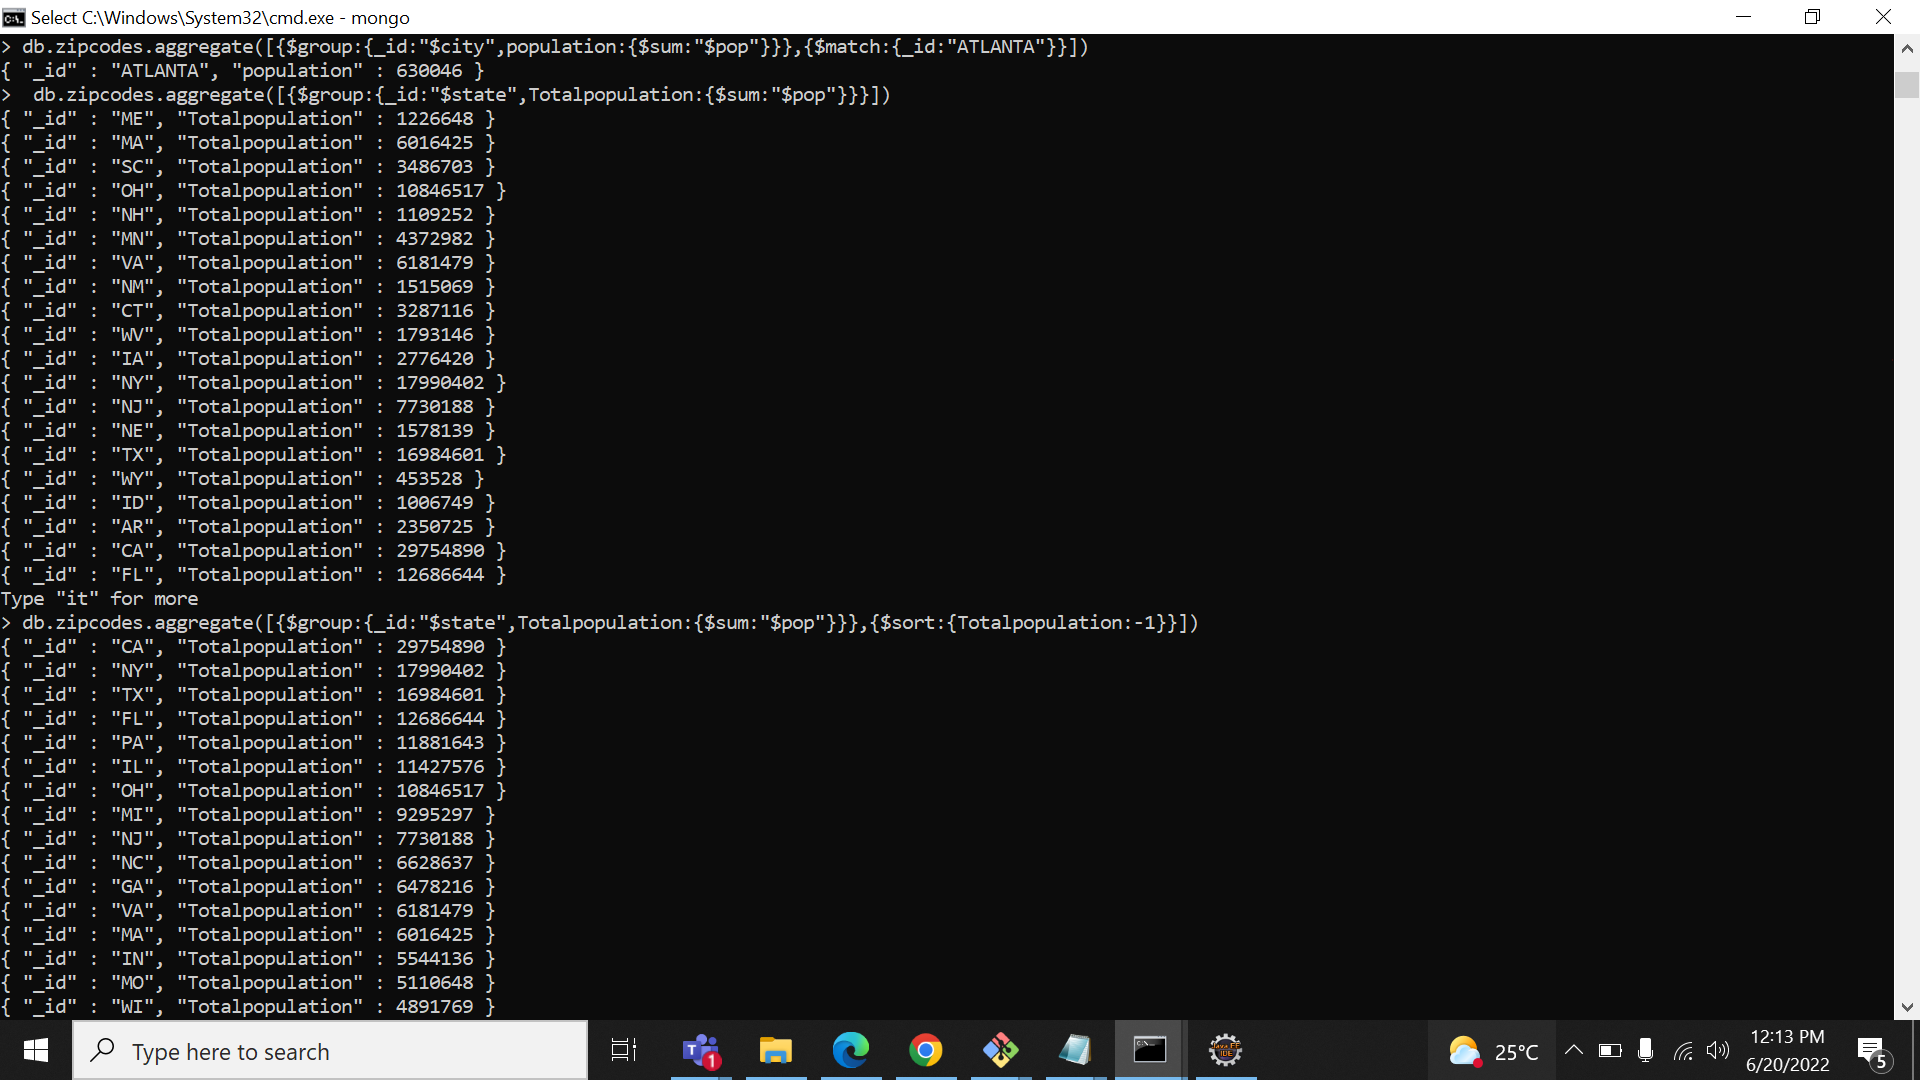 Select C:\Windows\System32\cmd.exe - mongo
> db.zipcodes.aggregate([{$group:{_id:"$city",population:{$sum:"$pop"}}},{$match:{_id:"ATLANTA"}}])
{ "_id" : "ATLANTA", "population" : 630046 }
>  db.zipcodes.aggregate([{$group:{_id:"$state",Totalpopulation:{$sum:"$pop"}}}])
{ "_id" : "ME", "Totalpopulation" : 1226648 }
{ "_id" : "MA", "Totalpopulation" : 6016425 }
{ "_id" : "SC", "Totalpopulation" : 3486703 }
{ "_id" : "OH", "Totalpopulation" : 10846517 }
{ "_id" : "NH", "Totalpopulation" : 1109252 }
{ "_id" : "MN", "Totalpopulation" : 4372982 }
{ "_id" : "VA", "Totalpopulation" : 6181479 }
{ "_id" : "NM", "Totalpopulation" : 1515069 }
{ "_id" : "CT", "Totalpopulation" : 3287116 }
{ "_id" : "WV", "Totalpopulation" : 1793146 }
{ "_id" : "IA", "Totalpopulation" : 2776420 }
{ "_id" : "NY", "Totalpopulation" : 17990402 }
{ "_id" : "NJ", "Totalpopulation" : 7730188 }
{ "_id" : "NE", "Totalpopulation" : 1578139 }
{ "_id" : "TX", "Totalpopulation" : 16984601 }
{ "_id" : "WY", "Totalpopulation" : 453528 }
{ "_id" : "ID", "Totalpopulation" : 1006749 }
{ "_id" : "AR", "Totalpopulation" : 2350725 }
{ "_id" : "CA", "Totalpopulation" : 29754890 }
{ "_id" : "FL", "Totalpopulation" : 12686644 }
Type "it" for more
> db.zipcodes.aggregate([{$group:{_id:"$state",Totalpopulation:{$sum:"$pop"}}},{$sort:{Totalpopulation:-1}}])
{ "_id" : "CA", "Totalpopulation" : 29754890 }
{ "_id" : "NY", "Totalpopulation" : 17990402 }
{ "_id" : "TX", "Totalpopulation" : 16984601 }
{ "_id" : "FL", "Totalpopulation" : 12686644 }
{ "_id" : "PA", "Totalpopulation" : 11881643 }
{ "_id" : "IL", "Totalpopulation" : 11427576 }
{ "_id" : "OH", "Totalpopulation" : 10846517 }
{ "_id" : "MI", "Totalpopulation" : 9295297 }
{ "_id" : "NJ", "Totalpopulation" : 7730188 }
{ "_id" : "NC", "Totalpopulation" : 6628637 }
{ "_id" : "GA", "Totalpopulation" : 6478216 }
{ "_id" : "VA", "Totalpopulation" : 6181479 }
{ "_id" : "MA", "Totalpopulation" : 6016425 }
{ "_id" : "IN", "Totalpopulation" : 5544136 }
{ "_id" : "MO", "Totalpopulation" : 5110648 }
{ "_id" : "WI", "Totalpopulation" : 4891769 }
Type here to search
T 1
Java EE IDE
25°C
12:13 PM
6/20/2022
5